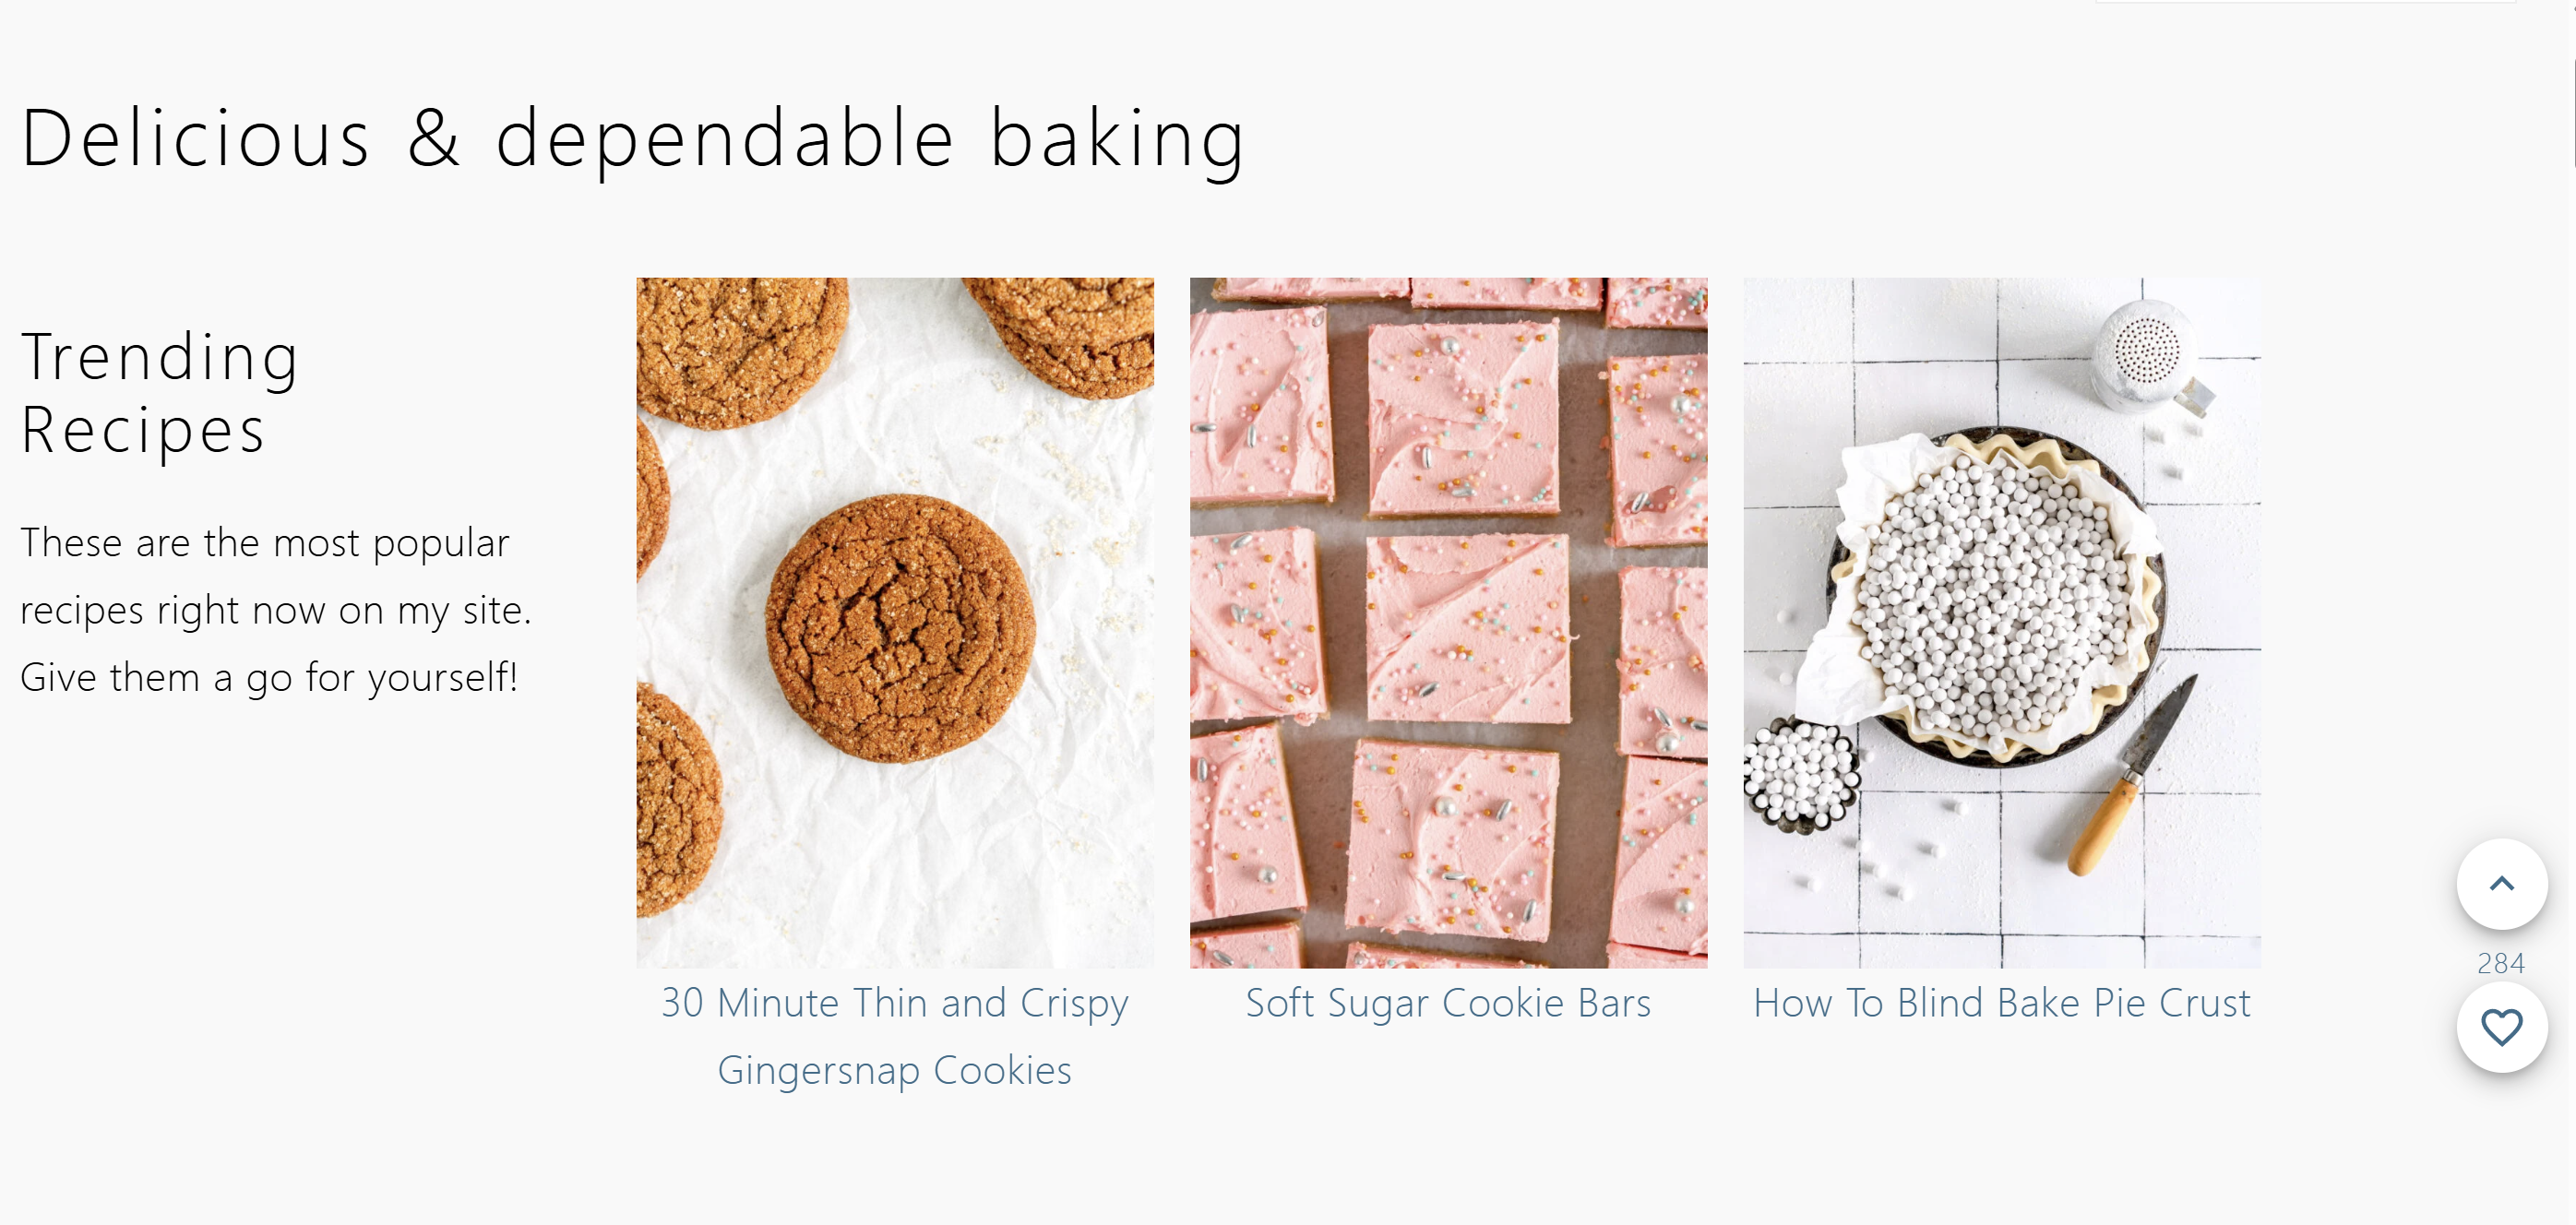 Delicious & dependable baking
Trending
Recipes
These are the most popular
recipes right now on my site.
Give them a go for yourself!
30 Minute Thin and Crispy
Gingersnap Cookies
Soft Sugar Cookie Bars
How To Blind Bake Pie Crust
284